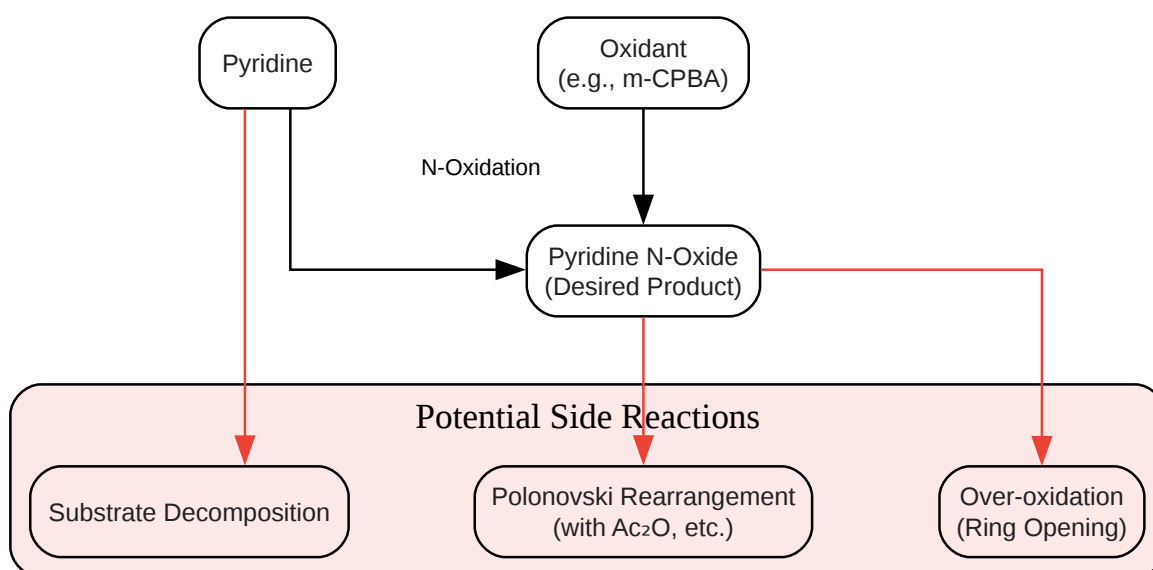 Pyridine
Oxidant
(e.g., m-CPBA)
N-Oxidation
Pyridine N-Oxide
(Desired Product)
Potential Side Reactions
Substrate Decomposition
Polonovski Rearrangement
(with Ac₂O, etc.)
Over-oxidation
(Ring Opening)